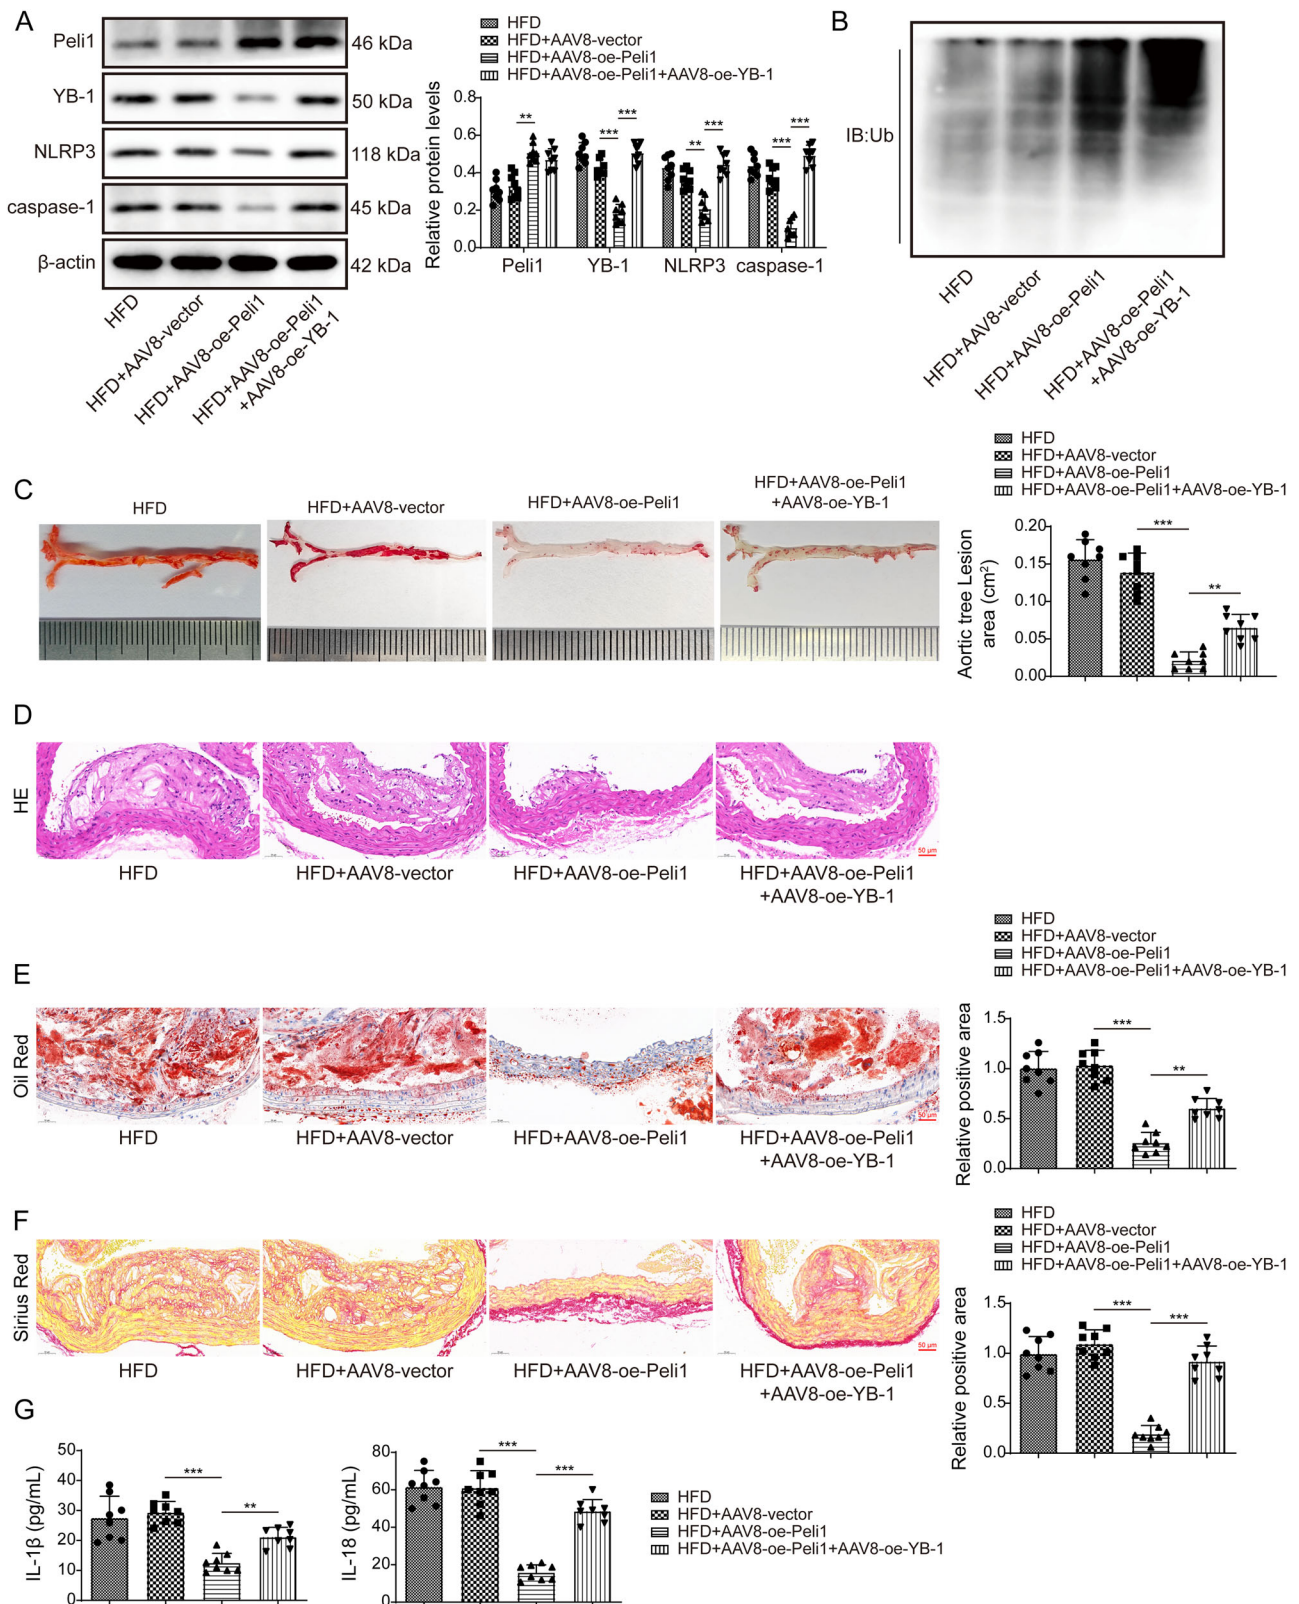 A
Peli1
46 kDa
YB-1
50 kDa
NLRP3
118 kDa
caspase-1
45 kDa
β-actin
42 kDa
HFD
HFD+AAV8-vector
HFD+AAV8-oe-Peli1
HFD+AAV8-oe-Peli1
+AAV8-oe-YB-1
HFD
HFD+AAV8-vector
HFD+AAV8-oe-Peli1
HFD+AAV8-oe-Peli1+AAV8-oe-YB-1
Relative protein levels
0.8
0.6
0.4
0.2
0.0
**
***
***
**
***
***
***
Peli1 YB-1 NLRP3 caspase-1
B
IB:Ub
HFD
HFD+AAV8-vector
HFD+AAV8-oe-Peli1
HFD+AAV8-oe-Peli1
+AAV8-oe-YB-1
C
HFD
HFD+AAV8-vector
HFD+AAV8-oe-Peli1
HFD+AAV8-oe-Peli1
+AAV8-oe-YB-1
HFD
HFD+AAV8-vector
HFD+AAV8-oe-Peli1
HFD+AAV8-oe-Peli1+AAV8-oe-YB-1
Aortic tree Lesion
area (cm²)
0.20
0.15
0.10
0.05
0.00
***
**
D
HE
50 μm
HFD
HFD+AAV8-vector
HFD+AAV8-oe-Peli1
HFD+AAV8-oe-Peli1
+AAV8-oe-YB-1
E
Oil Red
50 μm
HFD
HFD+AAV8-vector
HFD+AAV8-oe-Peli1
HFD+AAV8-oe-Peli1
+AAV8-oe-YB-1
HFD
HFD+AAV8-vector
HFD+AAV8-oe-Peli1
HFD+AAV8-oe-Peli1+AAV8-oe-YB-1
Relative positive area
1.5
1.0
0.5
0.0
***
**
F
Sirius Red
50 μm
HFD
HFD+AAV8-vector
HFD+AAV8-oe-Peli1
HFD+AAV8-oe-Peli1
+AAV8-oe-YB-1
HFD
HFD+AAV8-vector
HFD+AAV8-oe-Peli1
HFD+AAV8-oe-Peli1+AAV8-oe-YB-1
Relative positive area
1.5
1.0
0.5
0.0
***
***
G
IL-1β (pg/mL)
50
40
30
20
10
0
***
**
IL-18 (pg/mL)
80
60
40
20
0
***
***
HFD
HFD+AAV8-vector
HFD+AAV8-oe-Peli1
HFD+AAV8-oe-Peli1+AAV8-oe-YB-1